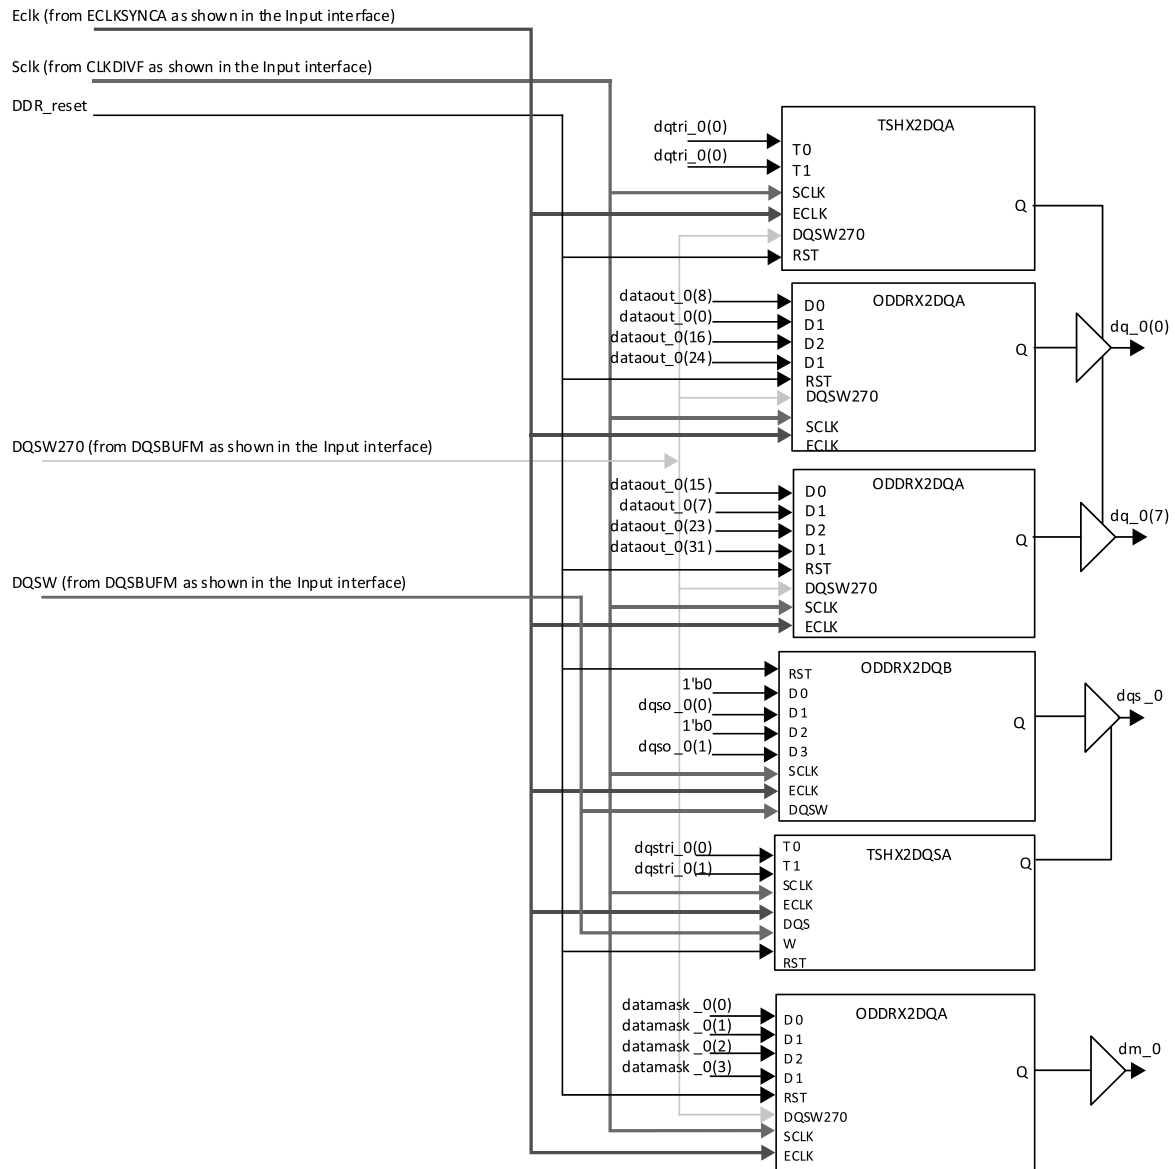 Eclk (from ECLKSYNCA as shown in the Input interface)
Sclk (from CLKDIVF as shown in the Input interface)
DDR_reset
dqtri_0(0)
dqtri_0(0)
TSHX2DQA
T0
T1
SCLK
ECLK
DQSW270
RST
Q
dataout_0(8)
dataout_0(0)
dataout_0(16)
dataout_0(24)
ODDRX2DQA
D0
D1
D2
D1
RST
DQSW270
SCLK
ECLK
Q
dq_0(0)
DQSW270 (from DQSBUFM as shown in the Input interface)
dataout_0(15)
dataout_0(7)
dataout_0(23)
dataout_0(31)
ODDRX2DQA
D0
D1
D2
D1
RST
DQSW270
SCLK
ECLK
Q
dq_0(7)
DQSW (from DQSBUFM as shown in the Input interface)
1'b0
dqso_0(0)
1'b0
dqso_0(1)
ODDRX2DQB
RST
D0
D1
D2
D3
SCLK
ECLK
DQSW
Q
dqs_0
dqstri_0(0)
dqstri_0(1)
TSHX2DQSA
T0
T1
SCLK
ECLK
DQS
W
RST
Q
datamask_0(0)
datamask_0(1)
datamask_0(2)
datamask_0(3)
ODDRX2DQA
D0
D1
D2
D1
RST
DQSW270
SCLK
ECLK
Q
dm_0